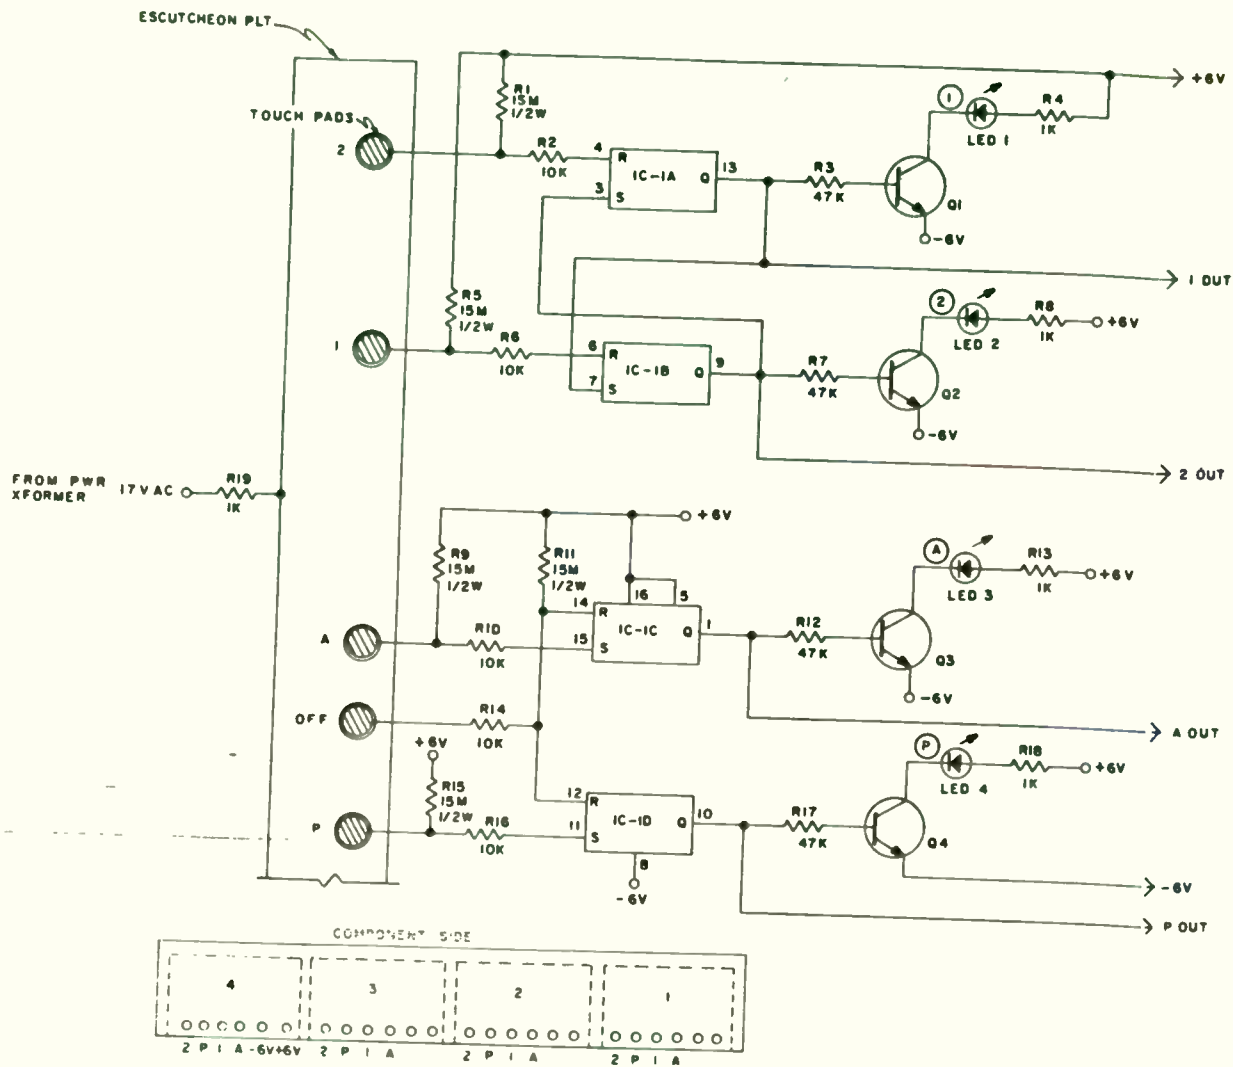 ESCUTCHEON PLT
TOUCH PADS
2
R1
15M
1/2W
R2
10K
4
3
R
S
IC-1A
Q
13
R3
47K
Q1
-6V
1
LED 1
R4
1K
+6V
1 OUT
R5
15M
1/2W
1
R6
10K
6
7
R
S
IC-1B
Q
9
R7
47K
Q2
-6V
2
LED 2
R8
1K
+6V
2 OUT
FROM PWR
XFORMER
17VAC
R19
1K
+6V
R9
15M
1/2W
R11
15M
1/2W
A
R10
10K
14
15
16
5
R
S
IC-1C
Q
1
R12
47K
Q3
-6V
A
LED 3
R13
1K
+6V
A OUT
OFF
R14
10K
+6V
R15
15M
1/2W
P
R16
10K
12
11
R
S
IC-1D
Q
10
8
-6V
R17
47K
Q4
P
LED 4
R18
1K
+6V
-6V
P OUT
COMPONENT SIDE
4 3 2 1
2 P 1 A -6V+6V 2 P 1 A 2 P 1 A 2 P 1 A